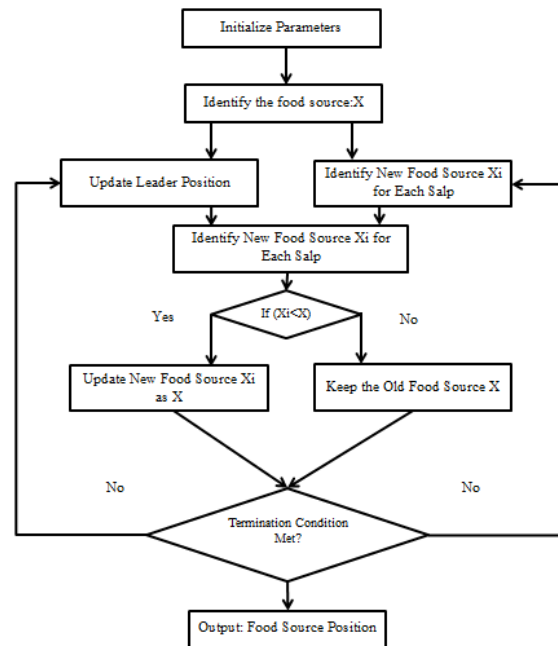 Initialize Parameters
Identify the food source:X
Update Leader Position
Identify New Food Source Xi
for Each Salp
Identify New Food Source Xi for
Each Salp
If (Xi<X)
Yes
No
Update New Food Source Xi
as X
Keep the Old Food Source X
No
No
Termination Condition
Met?
Output: Food Source Position